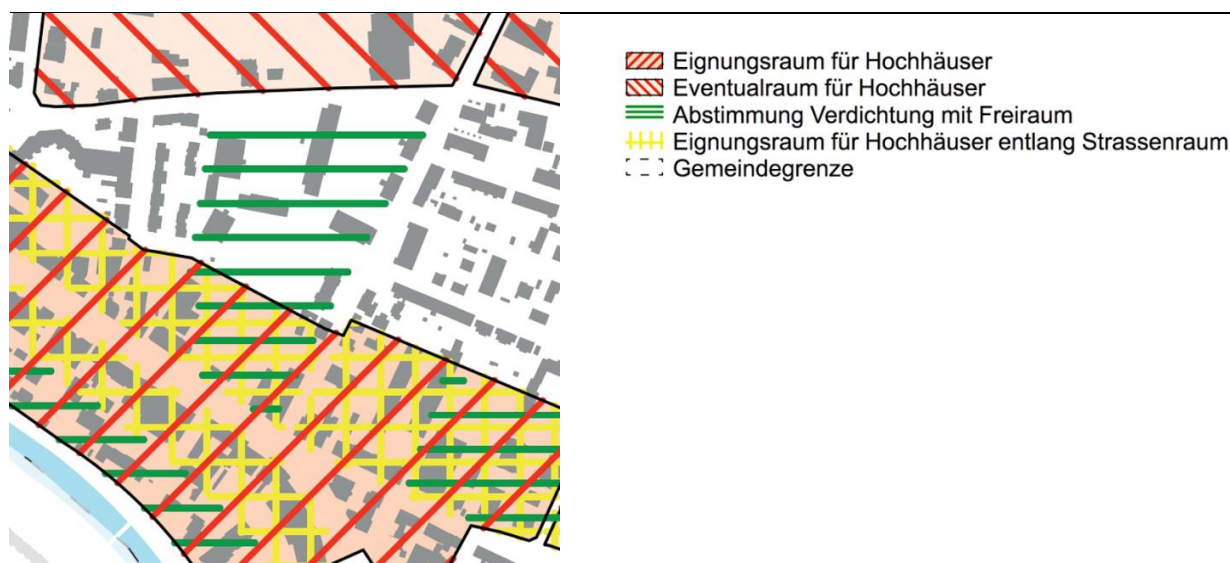 Eignungsraum für Hochhäuser
Eventualraum für Hochhäuser
Abstimmung Verdichtung mit Freiraum
Eignungsraum für Hochhäuser entlang Strassenraum
Gemeindegrenze